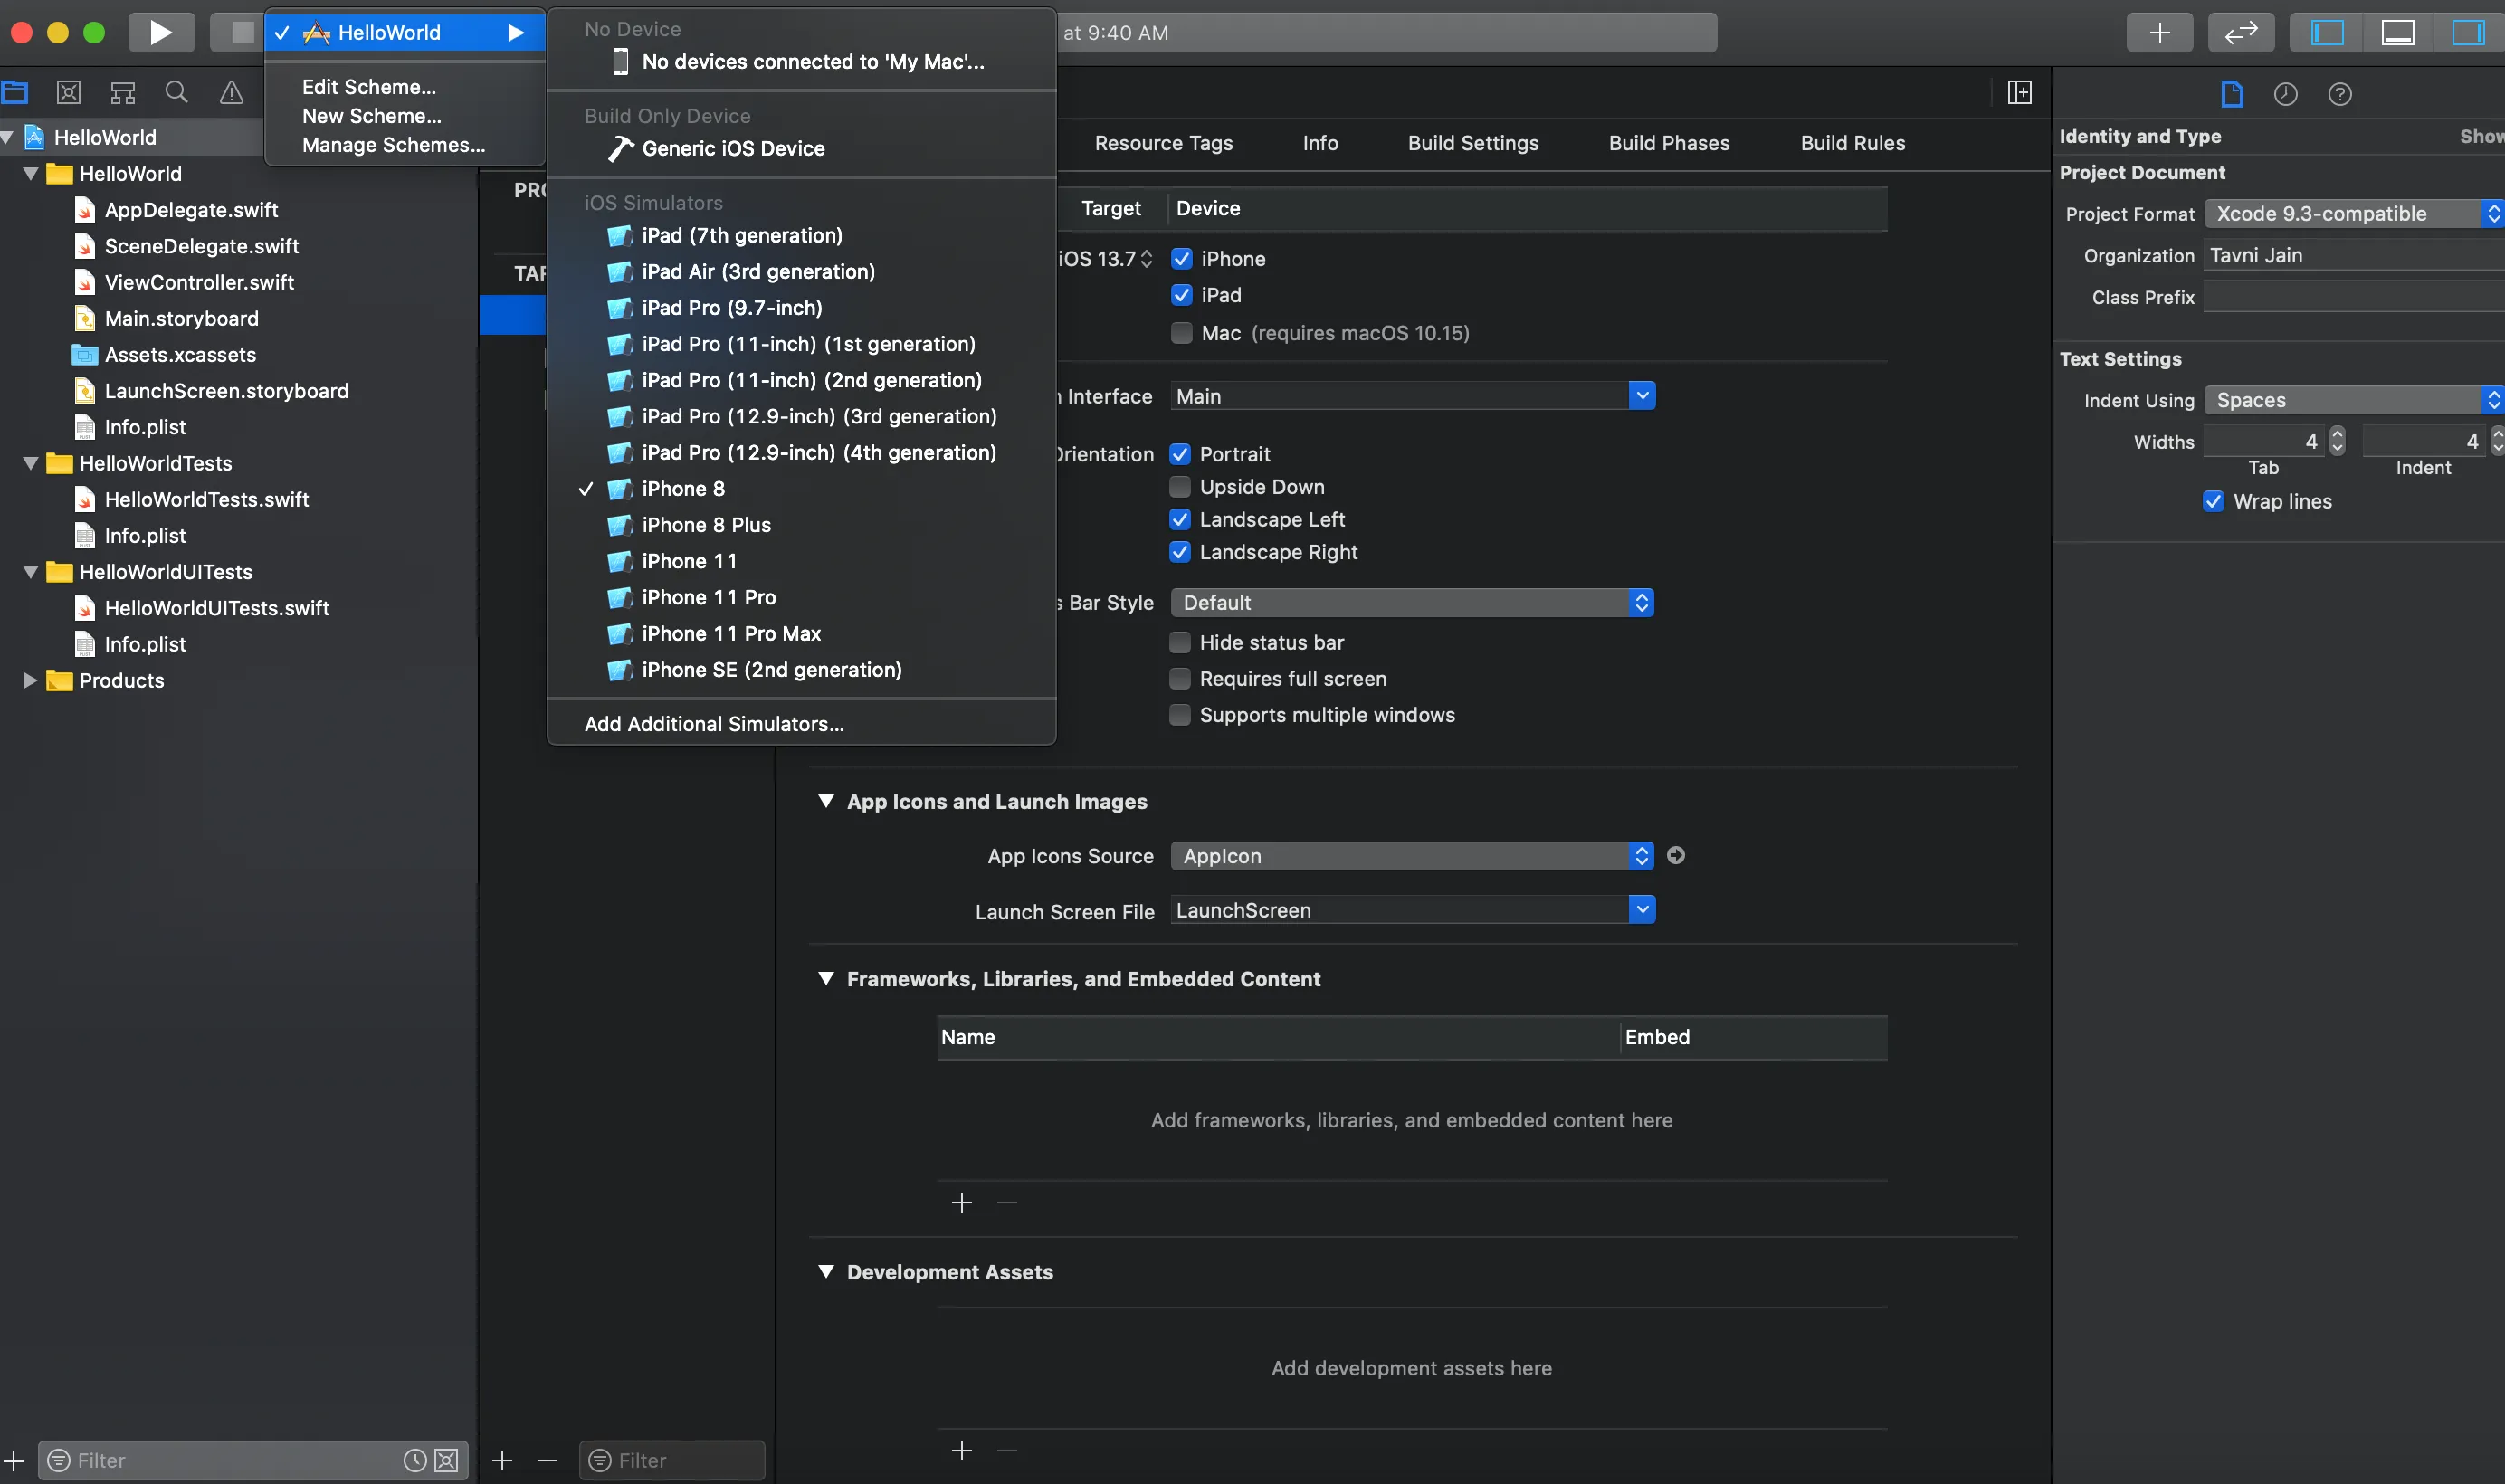 HelloWorld
Edit Scheme...
New Scheme...
Manage Schemes...
No Device
No devices connected to 'My Mac'...
Build Only Device
Generic iOS Device
iOS Simulators
iPad (7th generation)
iPad Air (3rd generation)
iPad Pro (9.7-inch)
iPad Pro (11-inch) (1st generation)
iPad Pro (11-inch) (2nd generation)
iPad Pro (12.9-inch) (3rd generation)
iPad Pro (12.9-inch) (4th generation)
iPhone 8
iPhone 8 Plus
iPhone 11
iPhone 11 Pro
iPhone 11 Pro Max
iPhone SE (2nd generation)
Add Additional Simulators...
at 9:40 AM
HelloWorld
HelloWorld
AppDelegate.swift
SceneDelegate.swift
ViewController.swift
Main.storyboard
Assets.xcassets
LaunchScreen.storyboard
Info.plist
HelloWorldTests
HelloWorldTests.swift
Info.plist
HelloWorldUITests
HelloWorldUITests.swift
Info.plist
Products
Filter
PRO
TAR
Filter
Resource Tags Info Build Settings Build Phases Build Rules
Target Device
iOS 13.7 iPhone
iPad
Mac (requires macOS 10.15)
Interface Main
Orientation Portrait
Upside Down
Landscape Left
Landscape Right
s Bar Style Default
Hide status bar
Requires full screen
Supports multiple windows
App Icons and Launch Images
App Icons Source AppIcon
Launch Screen File LaunchScreen
Frameworks, Libraries, and Embedded Content
Name Embed
Add frameworks, libraries, and embedded content here
Development Assets
Add development assets here
Identity and Type Show
Project Document
Project Format Xcode 9.3-compatible
Organization Tavni Jain
Class Prefix
Text Settings
Indent Using Spaces
Widths 4 4
Tab Indent
Wrap lines